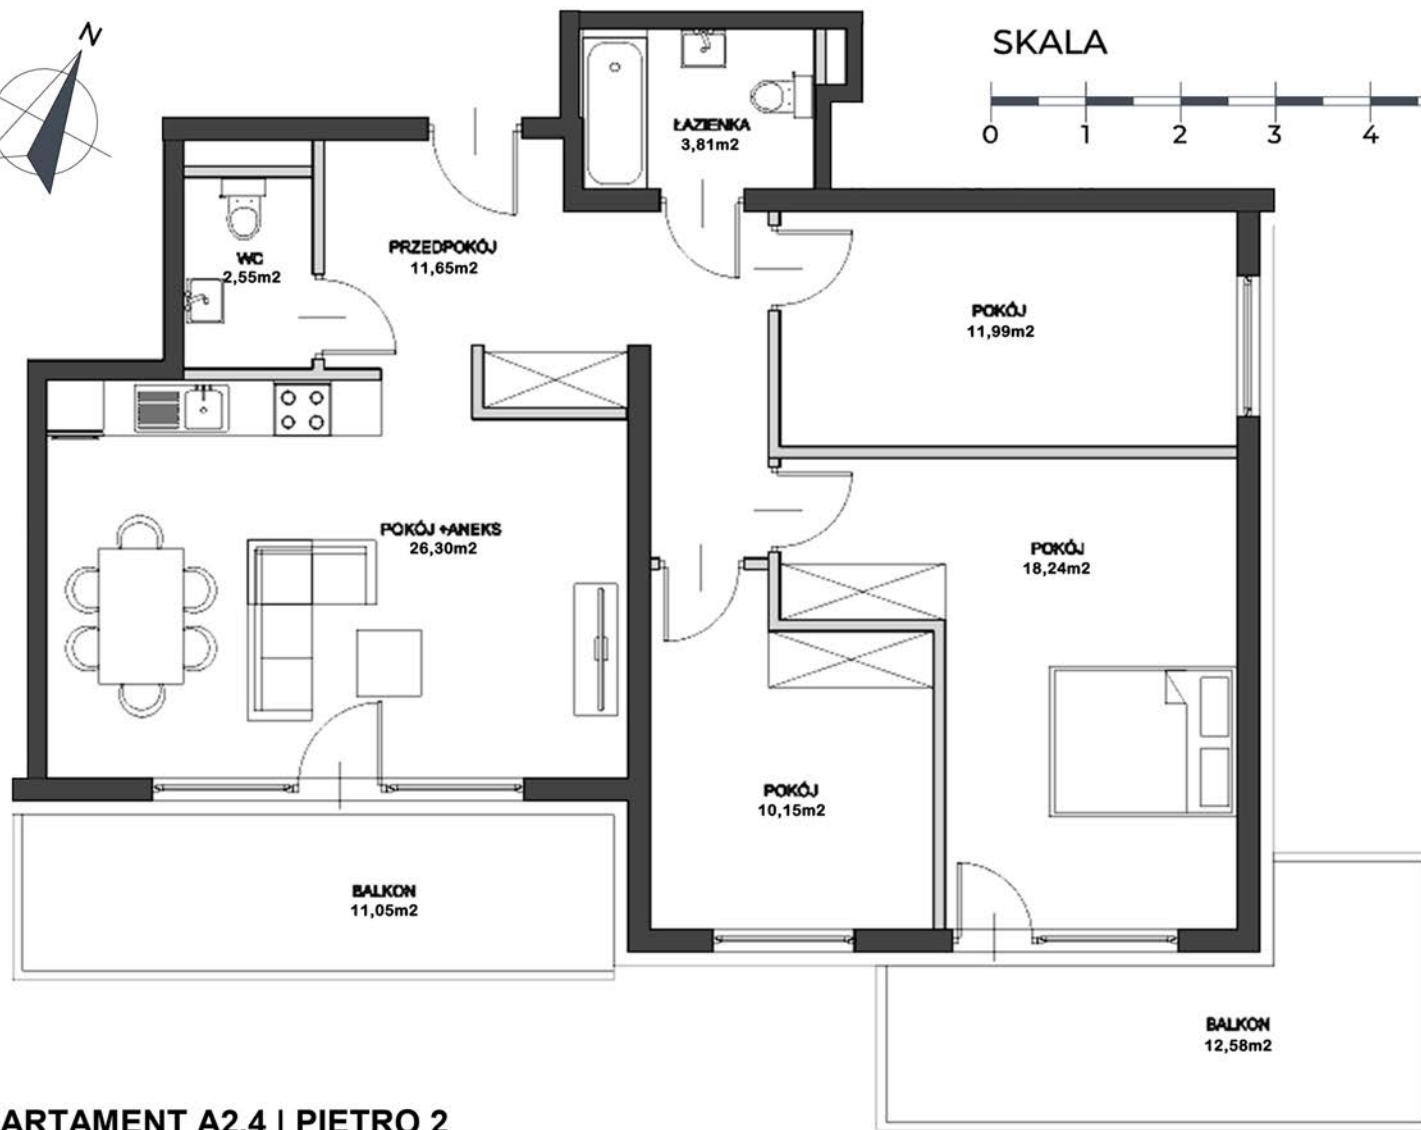 N
SKALA
0 1 2 3 4
ŁAZIENKA
3,81m2
WC
2,55m2
PRZEDPOKÓJ
11,65m2
POKÓJ
11,99m2
POKÓJ +ANEKS
26,30m2
POKÓJ
18,24m2
POKÓJ
10,15m2
BALKON
11,05m2
BALKON
12,58m2
ARTAMENT A2.4 | PIĘTRO 2